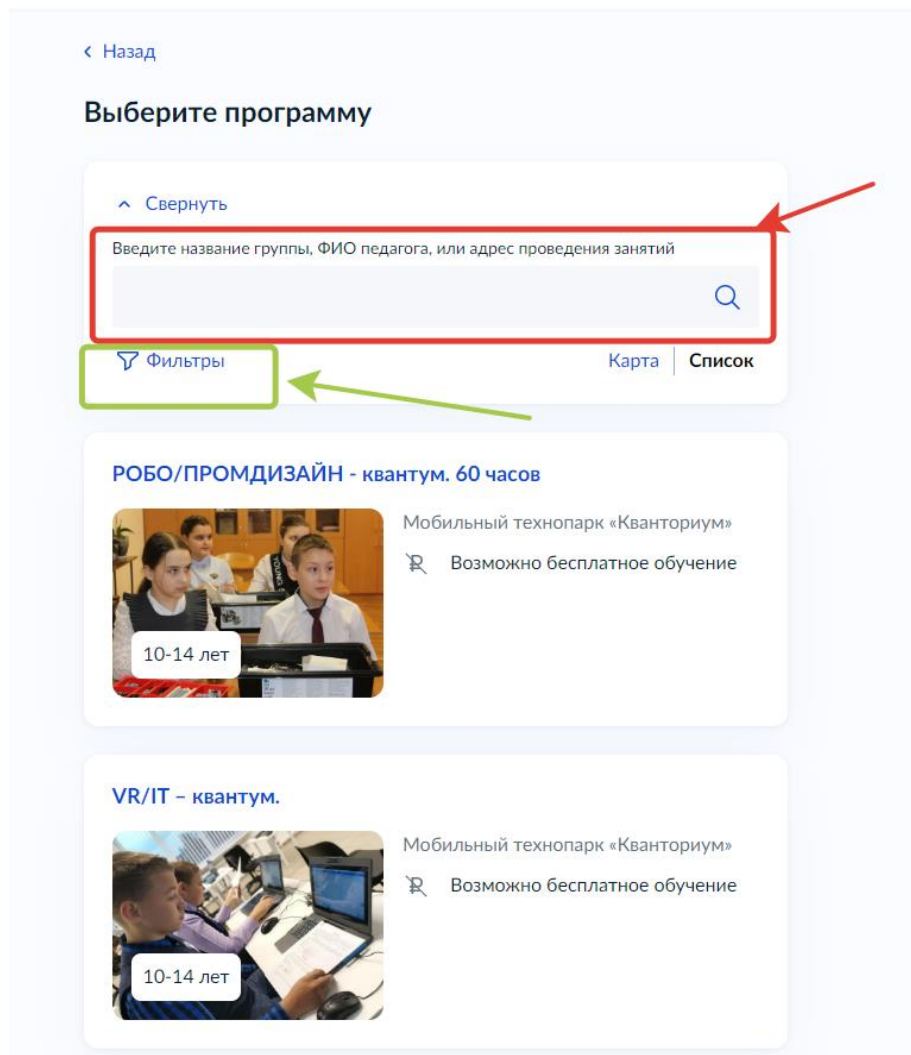 Назад
Выберите программу
Свернуть
Введите название группы, ФИО педагога, или адрес проведения занятий
Фильтры
Карта
Список
РОБО/ПРОМДИЗАЙН - квантум. 60 часов
Мобильный технопарк «Кванториум»
Возможно бесплатное обучение
10-14 лет
VR/IT – квантум.
Мобильный технопарк «Кванториум»
Возможно бесплатное обучение
10-14 лет